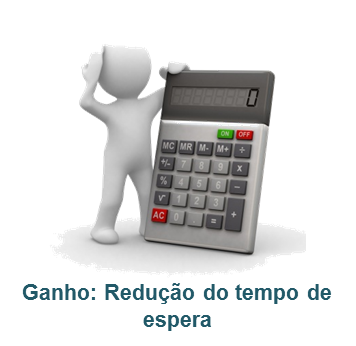 0
ON OFF
MC MR M- M+ ÷
+/- 7 8 9 x
% 4 5 6 -
√ 1 2 3
AC 0 . = +
Ganho: Redução do tempo de
espera